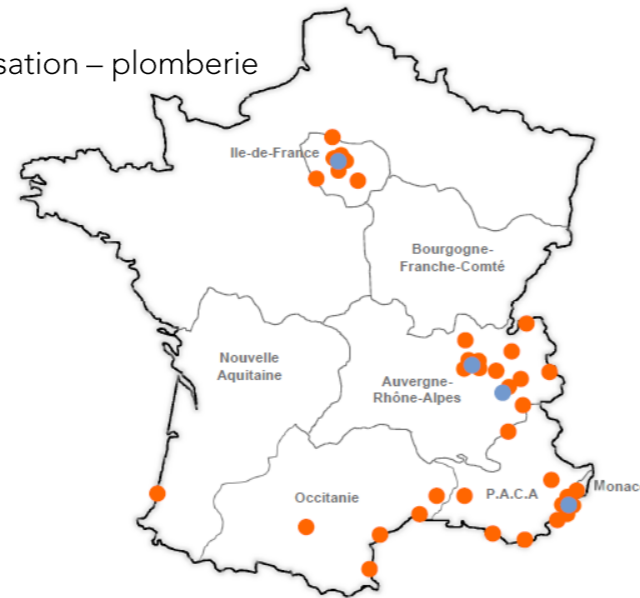 sation – plomberie
Ile-de-France
Bourgogne-
Franche-Comté
Nouvelle
Aquitaine
Auvergne-
Rhône-Alpes
Occitanie
P.A.C.A
Monac